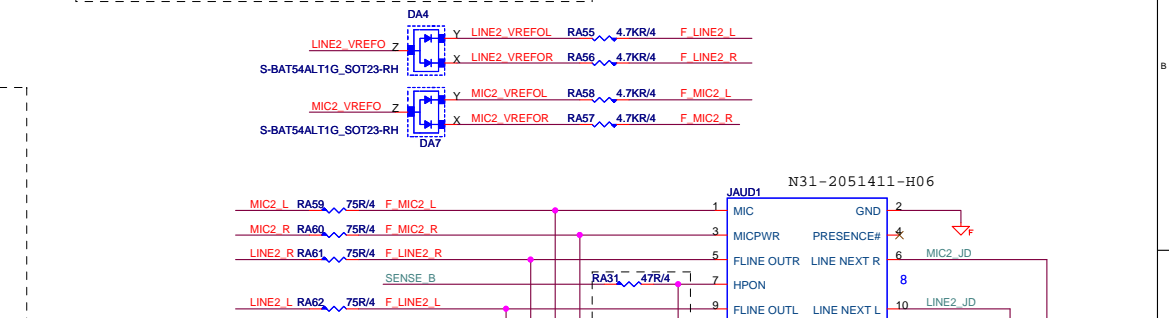 DA4
LINE2_VREFO Z Y LINE2_VREFOL RA55 4.7KR/4 F_LINE2_L
X LINE2_VREFOR RA56 4.7KR/4 F_LINE2_R
S-BAT54ALT1G_SOT23-RH
B
MIC2_VREFO Z Y MIC2_VREFOL RA58 4.7KR/4 F_MIC2_L
X MIC2_VREFOR RA57 4.7KR/4 F_MIC2_R
S-BAT54ALT1G_SOT23-RH
DA7
N31-2051411-H06
JAUD1
MIC2_L RA59 75R/4 F_MIC2_L 1 MIC GND 2
F
MIC2_R RA60 75R/4 F_MIC2_R 3 MICPWR PRESENCE# 4
LINE2_R RA61 75R/4 F_LINE2_R 5 FLINE OUTR LINE NEXT R 6 MIC2_JD
SENSE_B RA31 47R/4 7 HPON 8
LINE2_L RA62 75R/4 F_LINE2_L 9 FLINE OUTL LINE NEXT L 10 LINE2_JD